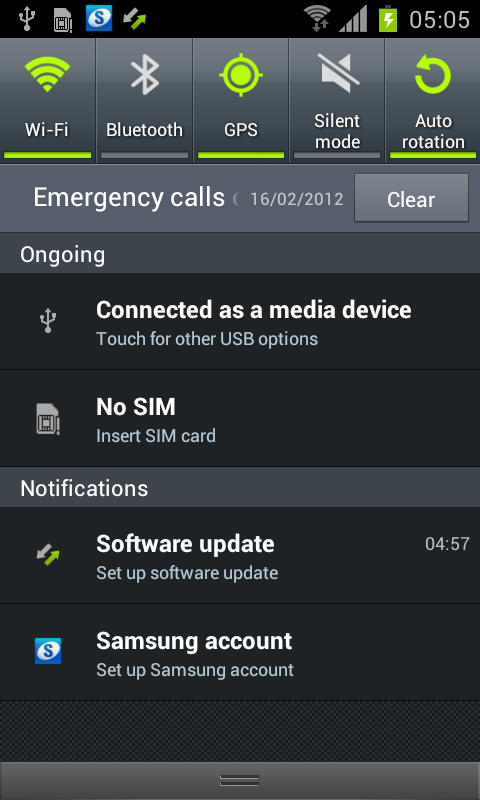 05:05
Wi-Fi
Bluetooth
GPS
Silent
mode
Auto
rotation
Emergency calls
16/02/2012
Clear
Ongoing
Connected as a media device
Touch for other USB options
No SIM
Insert SIM card
Notifications
Software update
04:57
Set up software update
Samsung account
Set up Samsung account